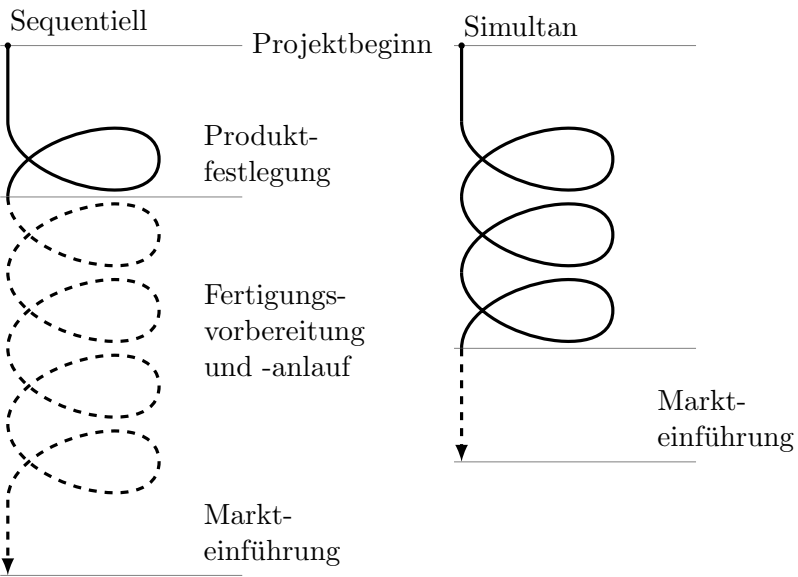 Sequentiell
Projektbeginn
Simultan
Produkt-
festlegung
Fertigungs-
vorbereitung
und -anlauf
Markt-
einführung
Markt-
einführung